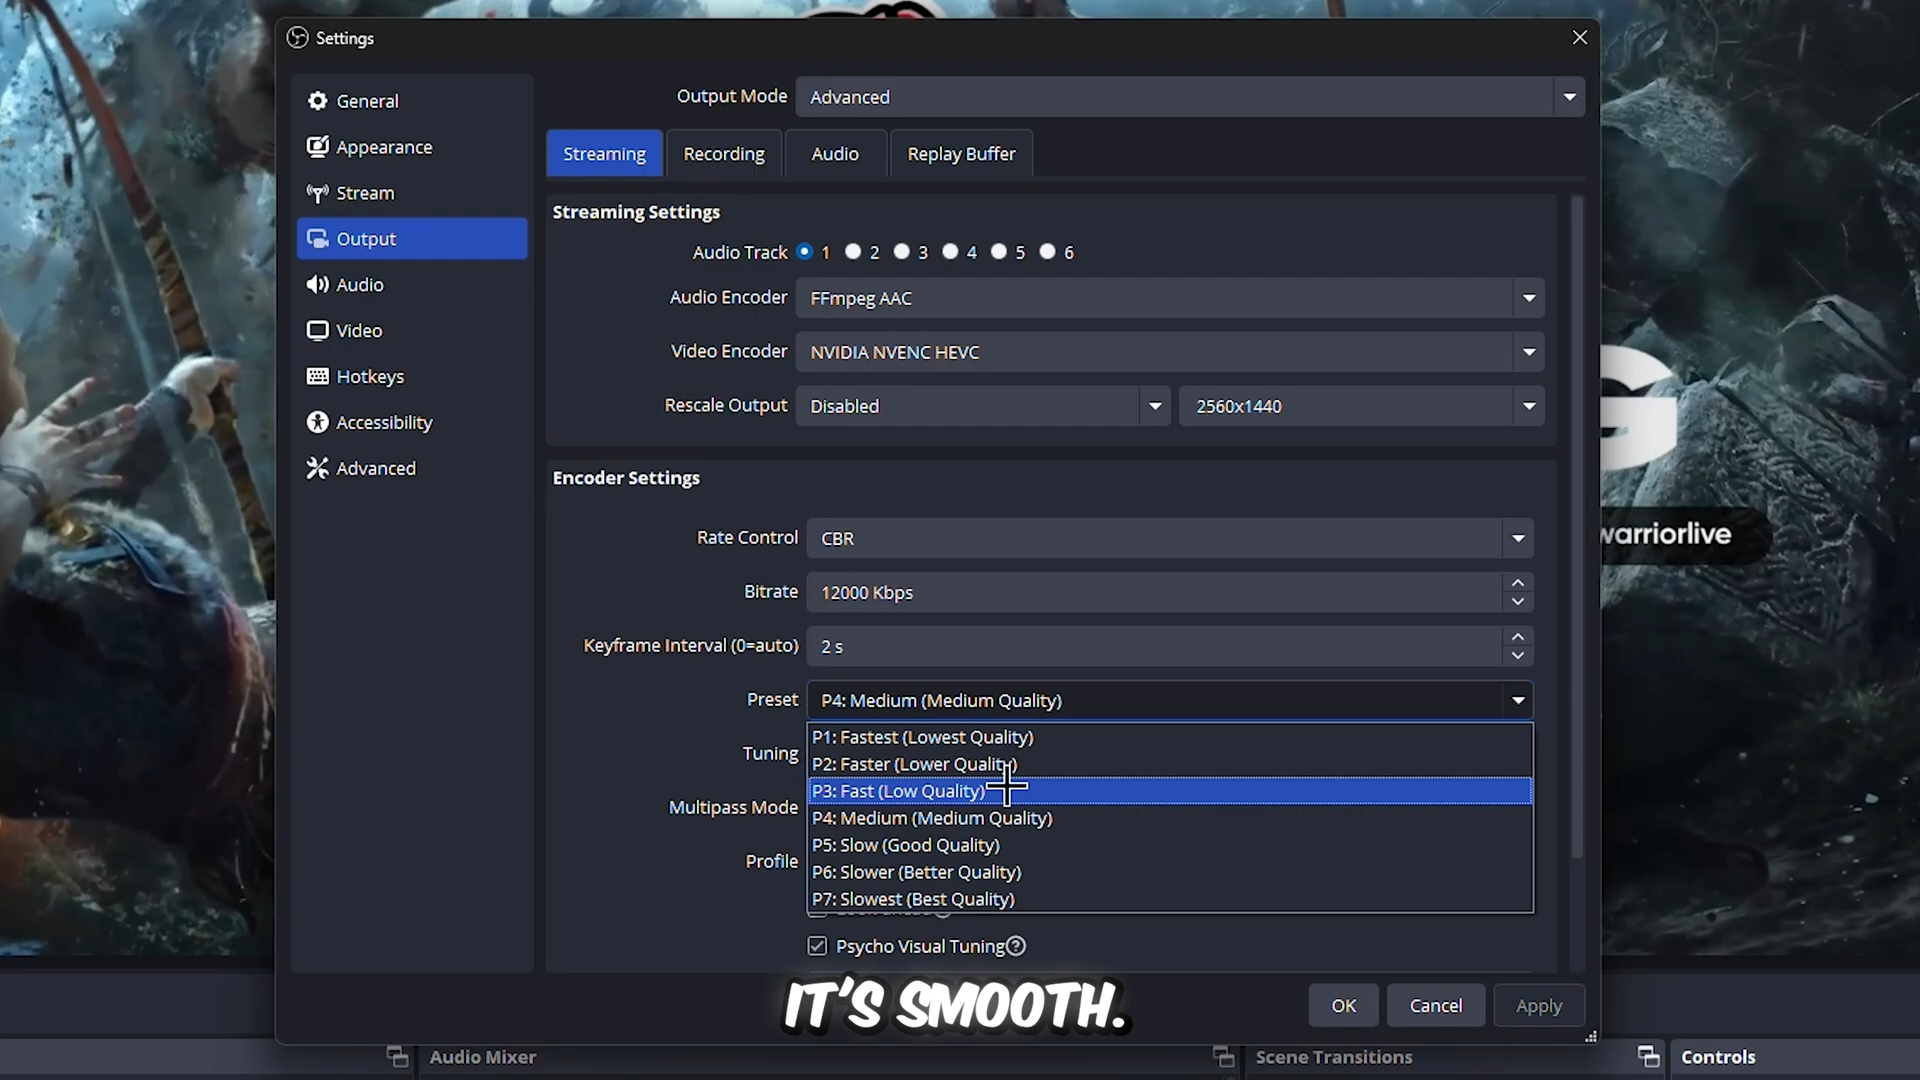 Settings
General
Appearance
Stream
Output
Audio
Video
Hotkeys
Accessibility
Advanced
Output Mode Advanced
Streaming Recording Audio Replay Buffer
Streaming Settings
Audio Track 1 2 3 4 5 6
Audio Encoder FFmpeg AAC
Video Encoder NVIDIA NVENC HEVC
Rescale Output Disabled 2560x1440
Encoder Settings
Rate Control CBR
Bitrate 12000 Kbps
Keyframe Interval (0=auto) 2 s
Preset P4: Medium (Medium Quality)
P1: Fastest (Lowest Quality)
Tuning
P2: Faster (Lower Quality)
P3: Fast (Low Quality)
Multipass Mode
P4: Medium (Medium Quality)
P5: Slow (Good Quality)
Profile
P6: Slower (Better Quality)
P7: Slowest (Best Quality)
Psycho Visual Tuning
IT'S SMOOTH.
OK Cancel Apply
G
warriorlive
Audio Mixer Scene Transitions Controls